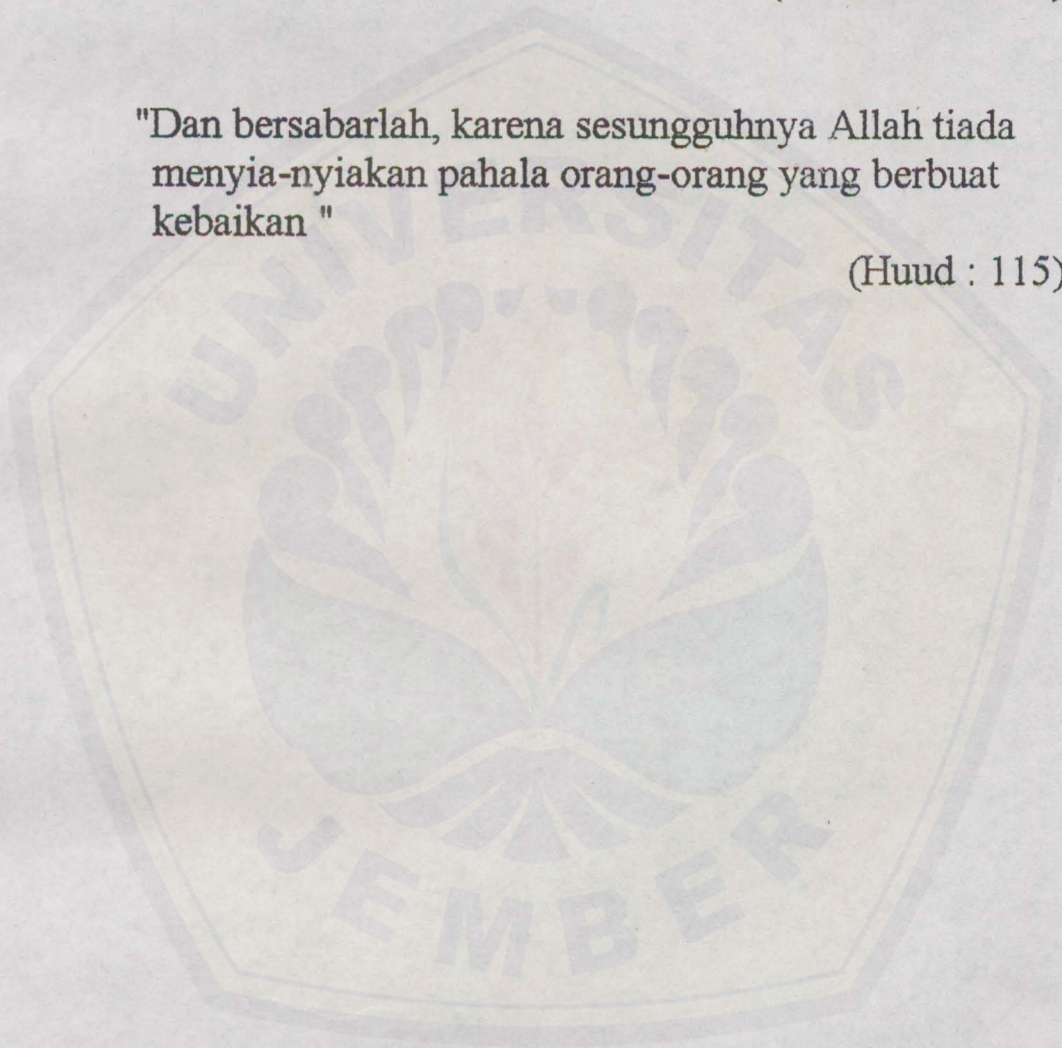 "Dan bersabarlah, karena sesungguhnya Allah tiada
menyia-nyiakan pahala orang-orang yang berbuat
kebaikan "
(Huud : 115)
UNIVERSITAS
JEMBER